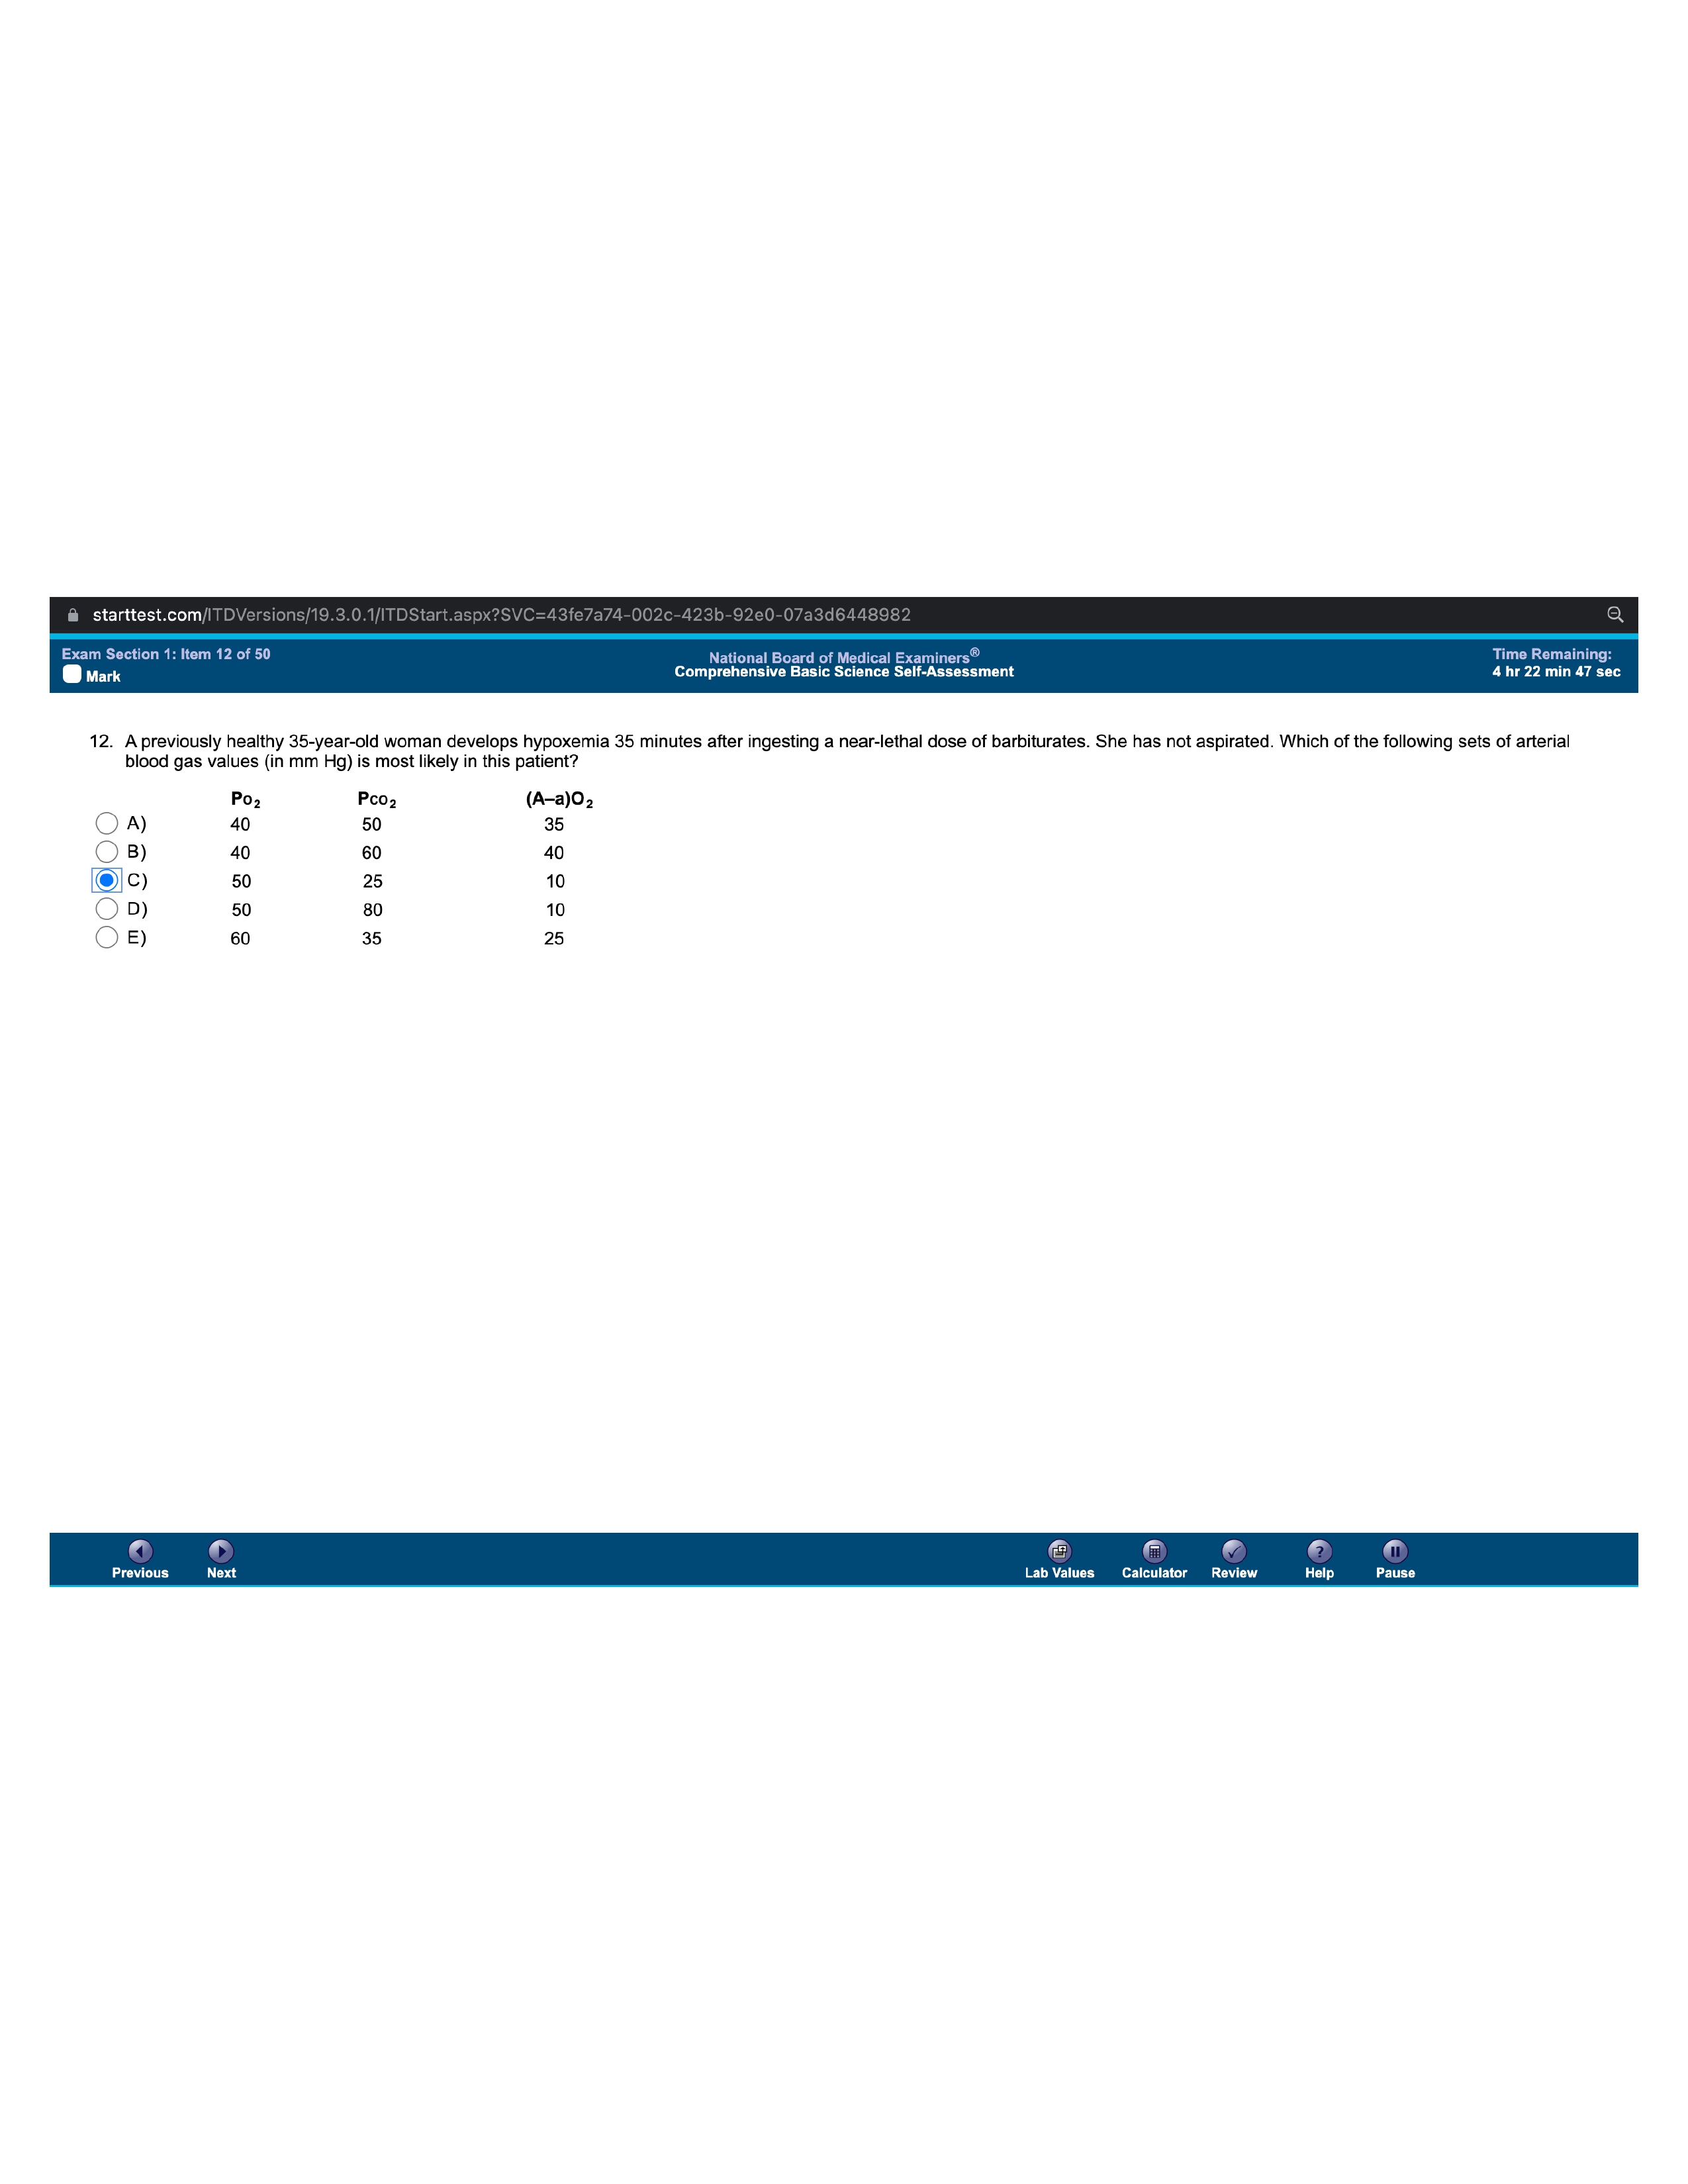 starttest.com/ITDVersions/19.3.0.1/ITDStart.aspx?SVC=43fe7a74-002c-423b-92e0-07a3d6448982
Exam Section 1: Item 12 of 50
National Board of Medical Examiners®
Time Remaining:
Mark
Comprehensive Basic Science Self-Assessment
4 hr 22 min 47 sec
12. A previously healthy 35-year-old woman develops hypoxemia 35 minutes after ingesting a near-lethal dose of barbiturates. She has not aspirated. Which of the following sets of arterial
blood gas values (in mm Hg) is most likely in this patient?
Po₂ Pco₂ (A–a)O₂
A) 40 50 35
B) 40 60 40
C) 50 25 10
D) 50 80 10
E) 60 35 25
Previous Next Lab Values Calculator Review Help Pause